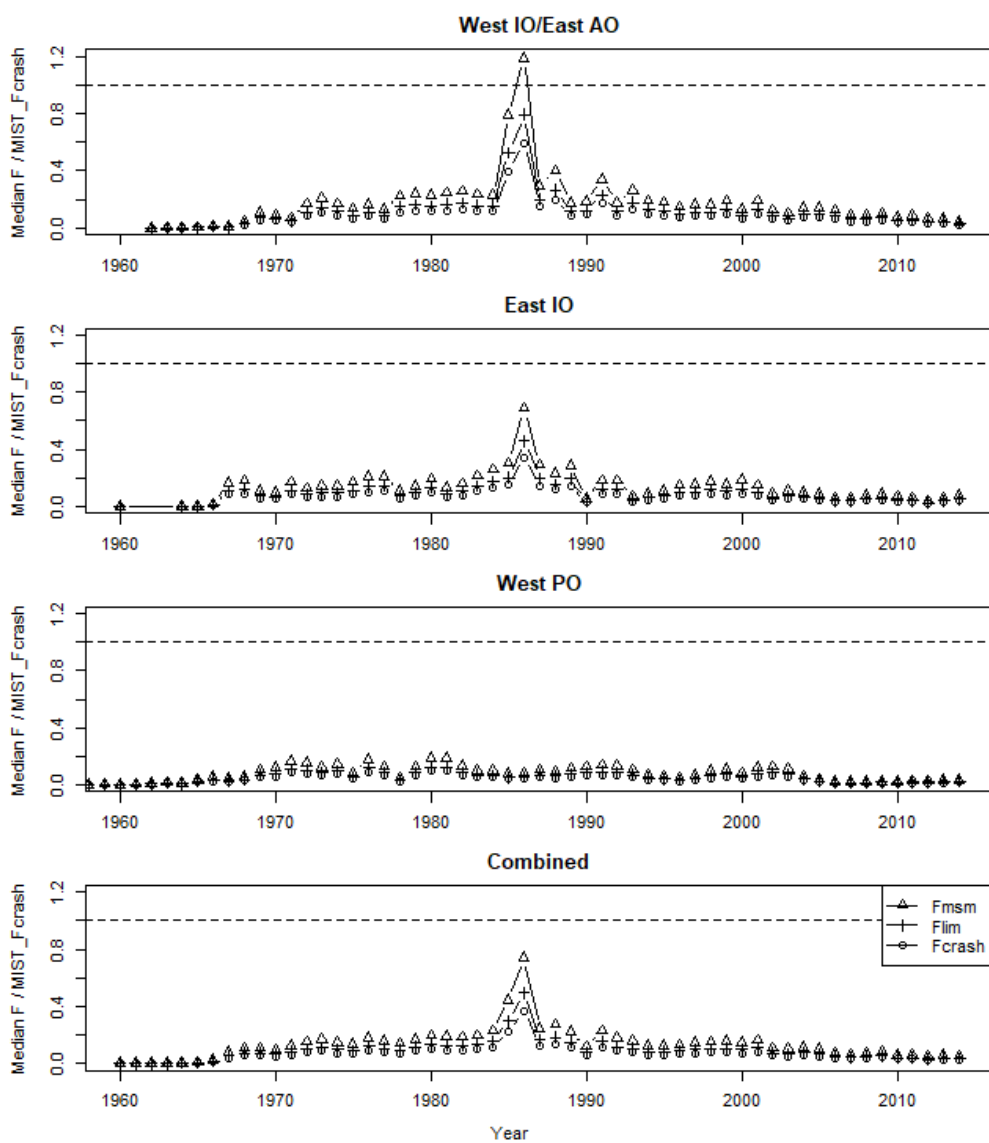 West IO/East AO
Median F / MIST_Fcrash
1.2
0.8
0.4
0.0
1960 1970 1980 1990 2000 2010
East IO
Median F / MIST_Fcrash
1.2
0.8
0.4
0.0
1960 1970 1980 1990 2000 2010
West PO
Median F / MIST_Fcrash
1.2
0.8
0.4
0.0
1960 1970 1980 1990 2000 2010
Combined
Median F / MIST_Fcrash
1.2
0.8
0.4
0.0
Fmsm
Flim
Fcrash
1960 1970 1980 1990 2000 2010
Year